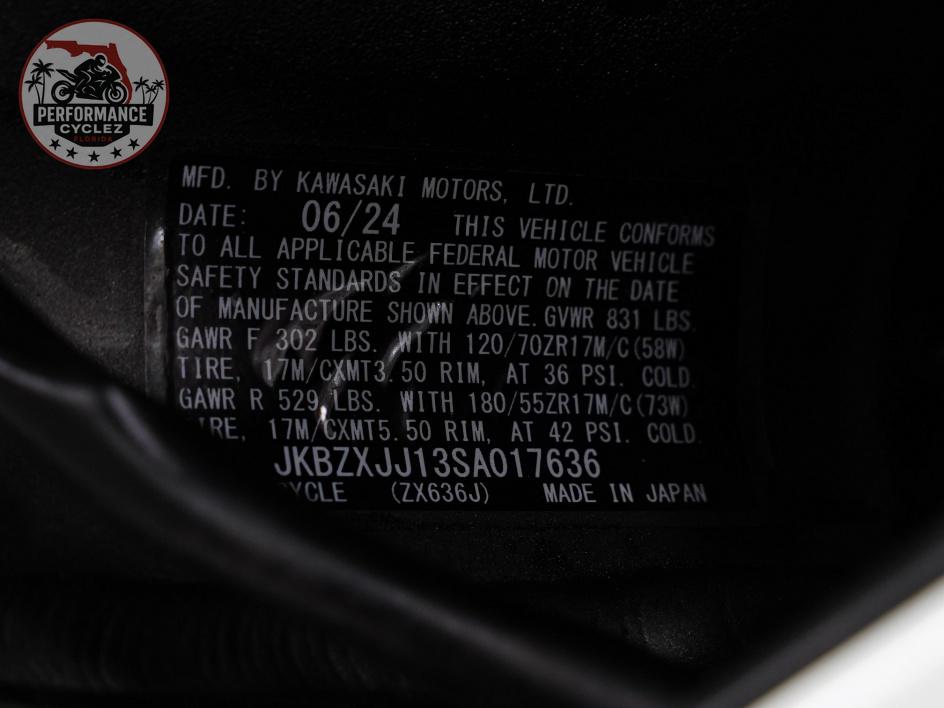 PERFORMANCE
CYCLEZ
FLORIDA
MFD. BY KAWASAKI MOTORS, LTD.
DATE: 06/24 THIS VEHICLE CONFORMS
TO ALL APPLICABLE FEDERAL MOTOR VEHICLE
SAFETY STANDARDS IN EFFECT ON THE DATE
OF MANUFACTURE SHOWN ABOVE. GVWR 831 LBS.
GAWR F 302 LBS. WITH 120/70ZR17M/C(58W)
TIRE, 17M/CXMT3.50 RIM, AT 36 PSI. COLD.
GAWR R 529 LBS. WITH 180/55ZR17M/C(73W)
IRE, 17M/CXMT5.50 RIM, AT 42 PSI. COLD.
JKBZXJJ13SA017636
YCLE (ZX636J) MADE IN JAPAN